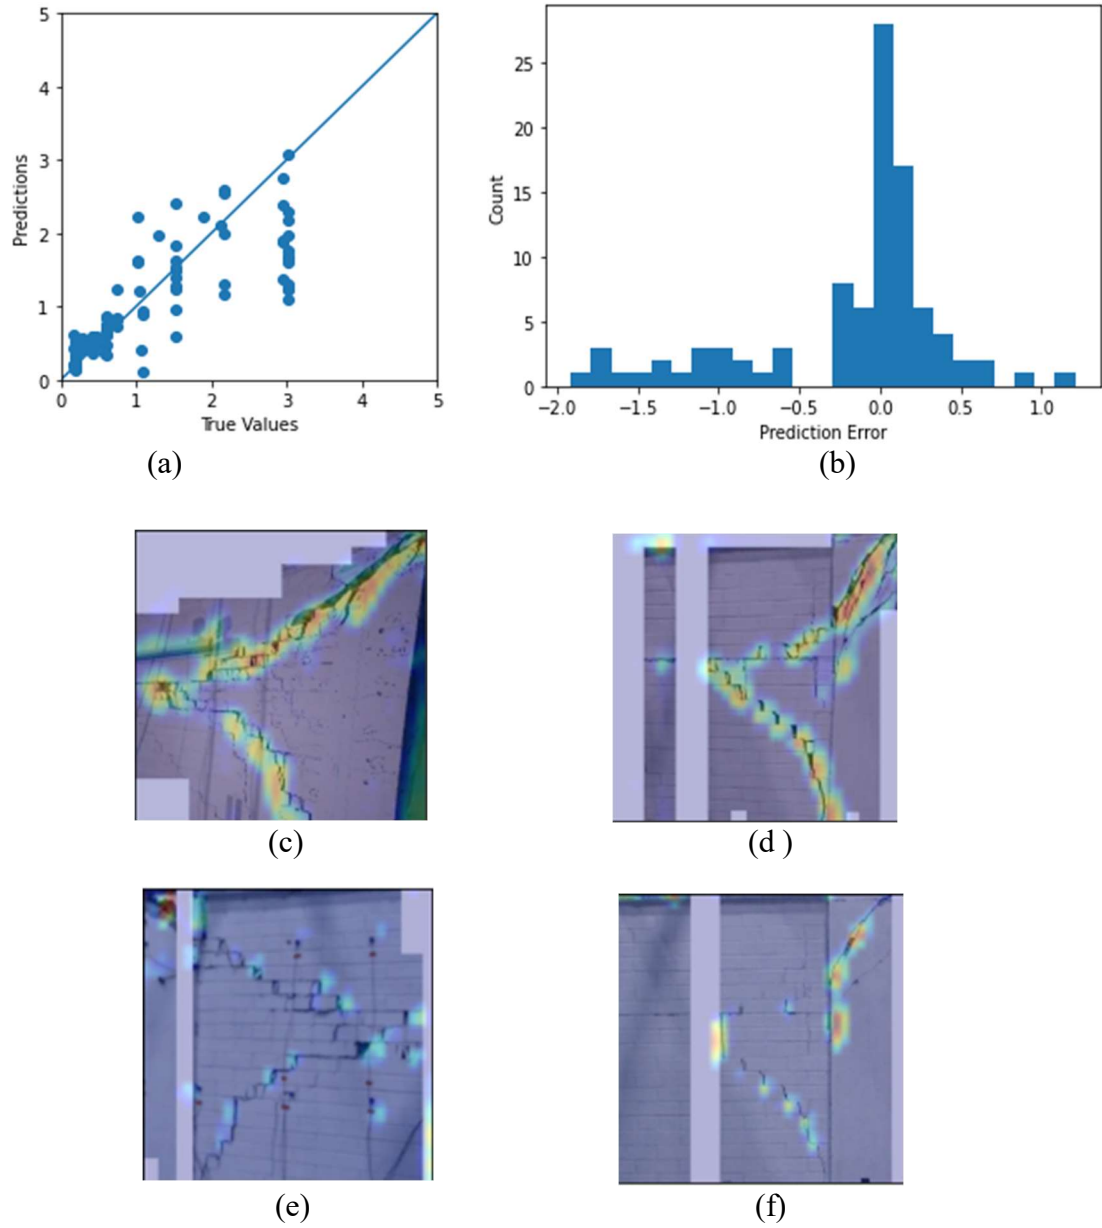 5
4
3
2
1
0
Predictions
0 1 2 3 4 5
True Values
(a)
25
20
15
10
5
0
Count
−2.0 −1.5 −1.0 −0.5 0.0 0.5 1.0
Prediction Error
(b)
(c)
(d )
(e)
(f)